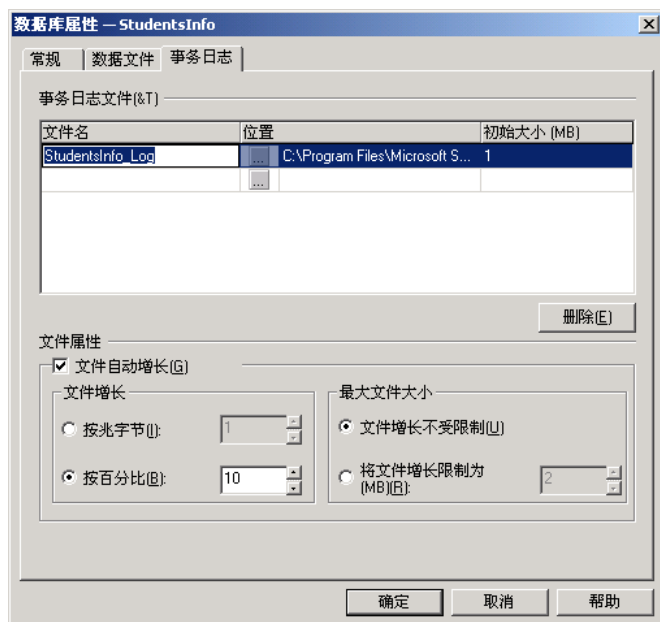 数据库属性 — StudentsInfo
常规 数据文件 事务日志
事务日志文件(&T)
文件名 位置 初始大小 (MB)
StudentsInfo_Log ... C:\Program Files\Microsoft S... 1
...
删除(E)
文件属性
文件自动增长(G)
文件增长 最大文件大小
按兆字节(I): 1 文件增长不受限制(U)
按百分比(B): 10 将文件增长限制为 2
(MB)(R):
确定 取消 帮助